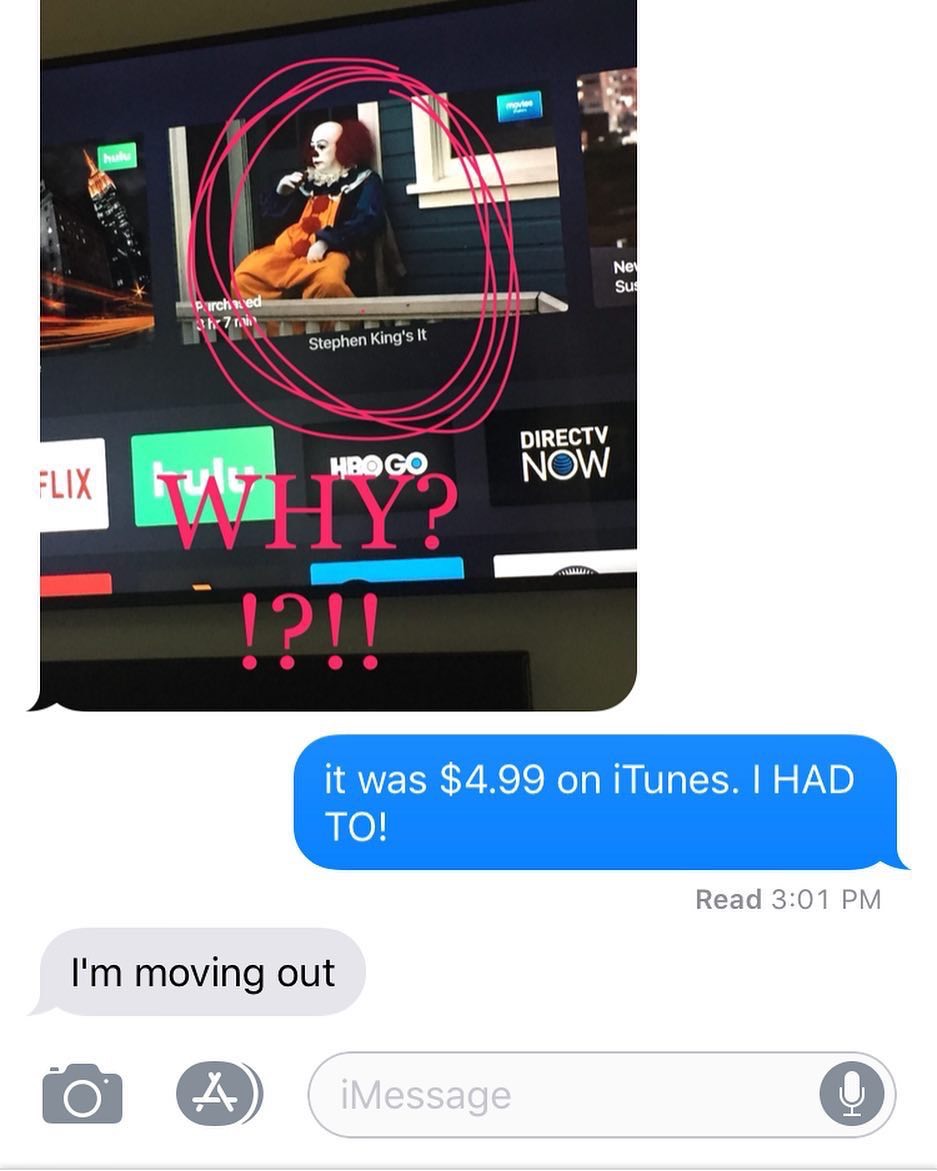 hulu
movies
Purchased
3 hr 7 min
Stephen King's It
Nev
Sus
FLIX
hulu
HBO GO
DIRECTV
NOW
WHY?
!?!!
it was $4.99 on iTunes. I HAD
TO!
Read 3:01 PM
I'm moving out
iMessage